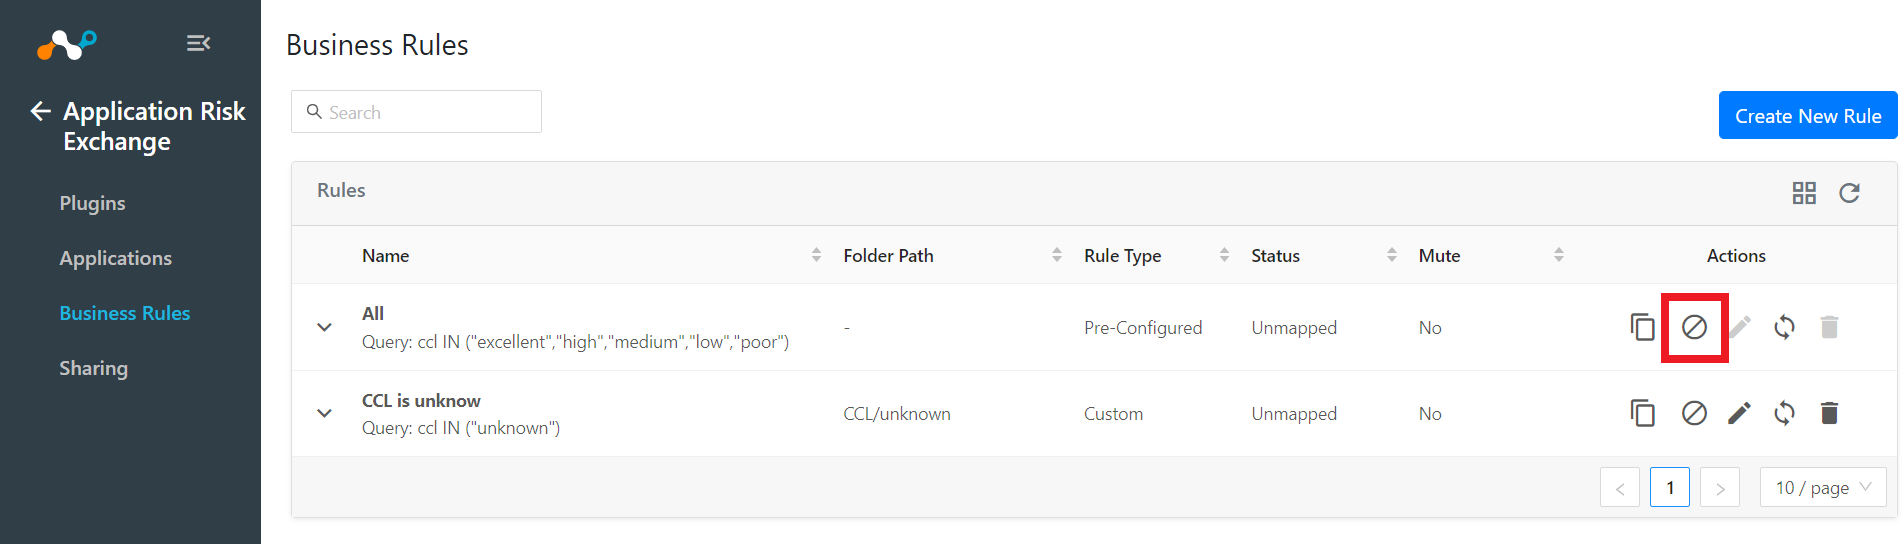 Application Risk
Exchange
Plugins
Applications
Business Rules
Sharing
Business Rules
Search
Create New Rule
Rules
Name Folder Path Rule Type Status Mute Actions
All
Query: ccl IN ("excellent","high","medium","low","poor") - Pre-Configured Unmapped No
CCL is unknow
Query: ccl IN ("unknown") CCL/unknown Custom Unmapped No
< 1 > 10 / page